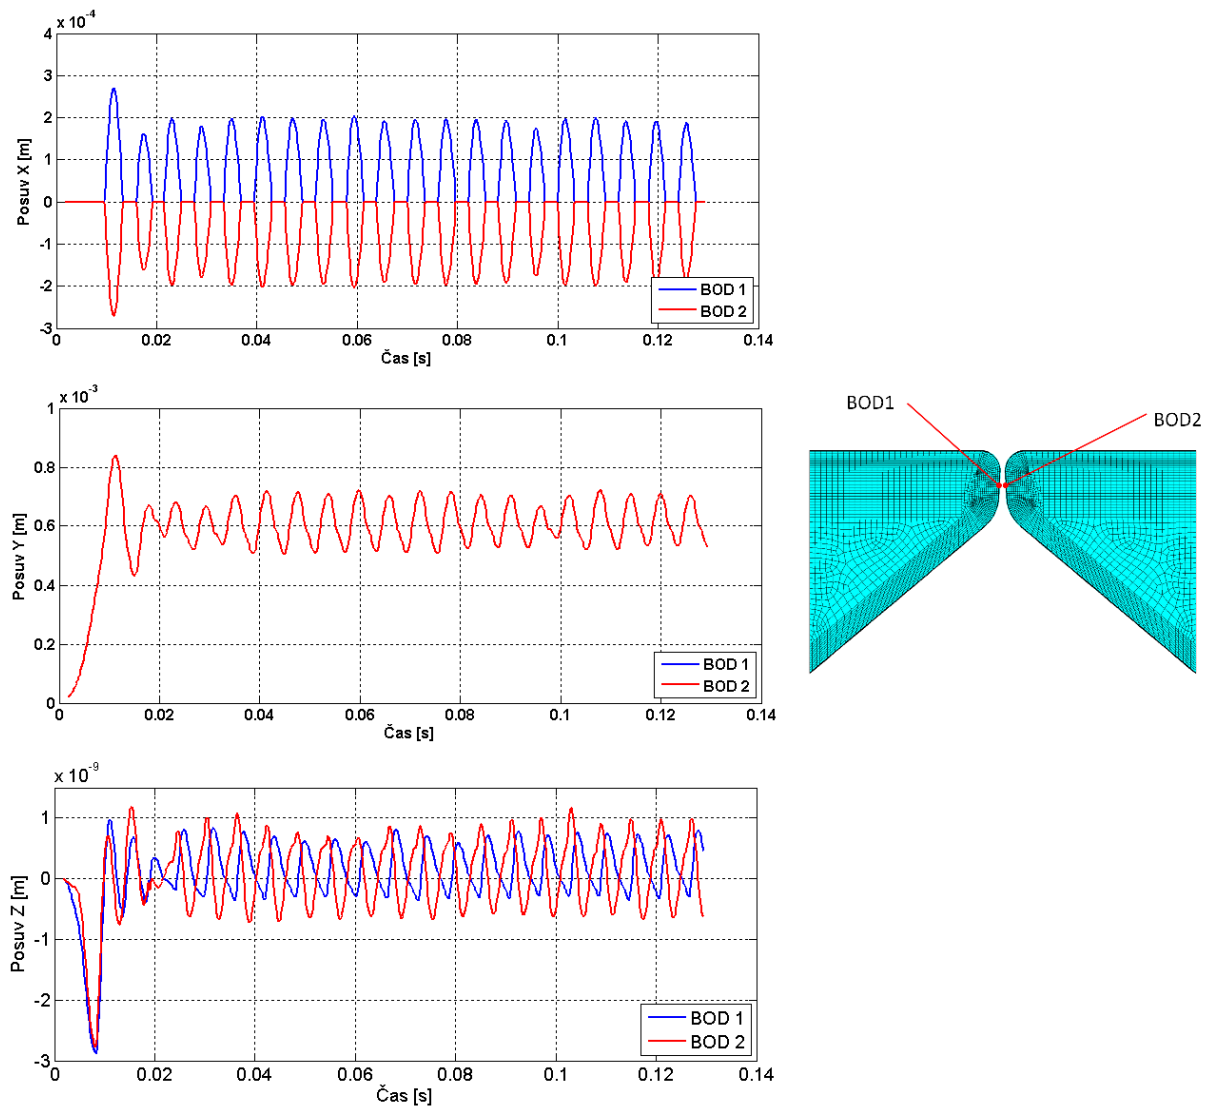 x 10⁻⁴
4
3
2
1
0
-1
-2
-3
Posuv X [m]
0 0.02 0.04 0.06 0.08 0.1 0.12 0.14
Čas [s]
BOD 1
BOD 2
x 10⁻³
1
0.8
0.6
0.4
0.2
0
Posuv Y [m]
0 0.02 0.04 0.06 0.08 0.1 0.12 0.14
Čas [s]
BOD 1
BOD 2
BOD1
BOD2
x 10⁻⁹
1
0
-1
-2
-3
Posuv Z [m]
0 0.02 0.04 0.06 0.08 0.1 0.12 0.14
Čas [s]
BOD 1
BOD 2